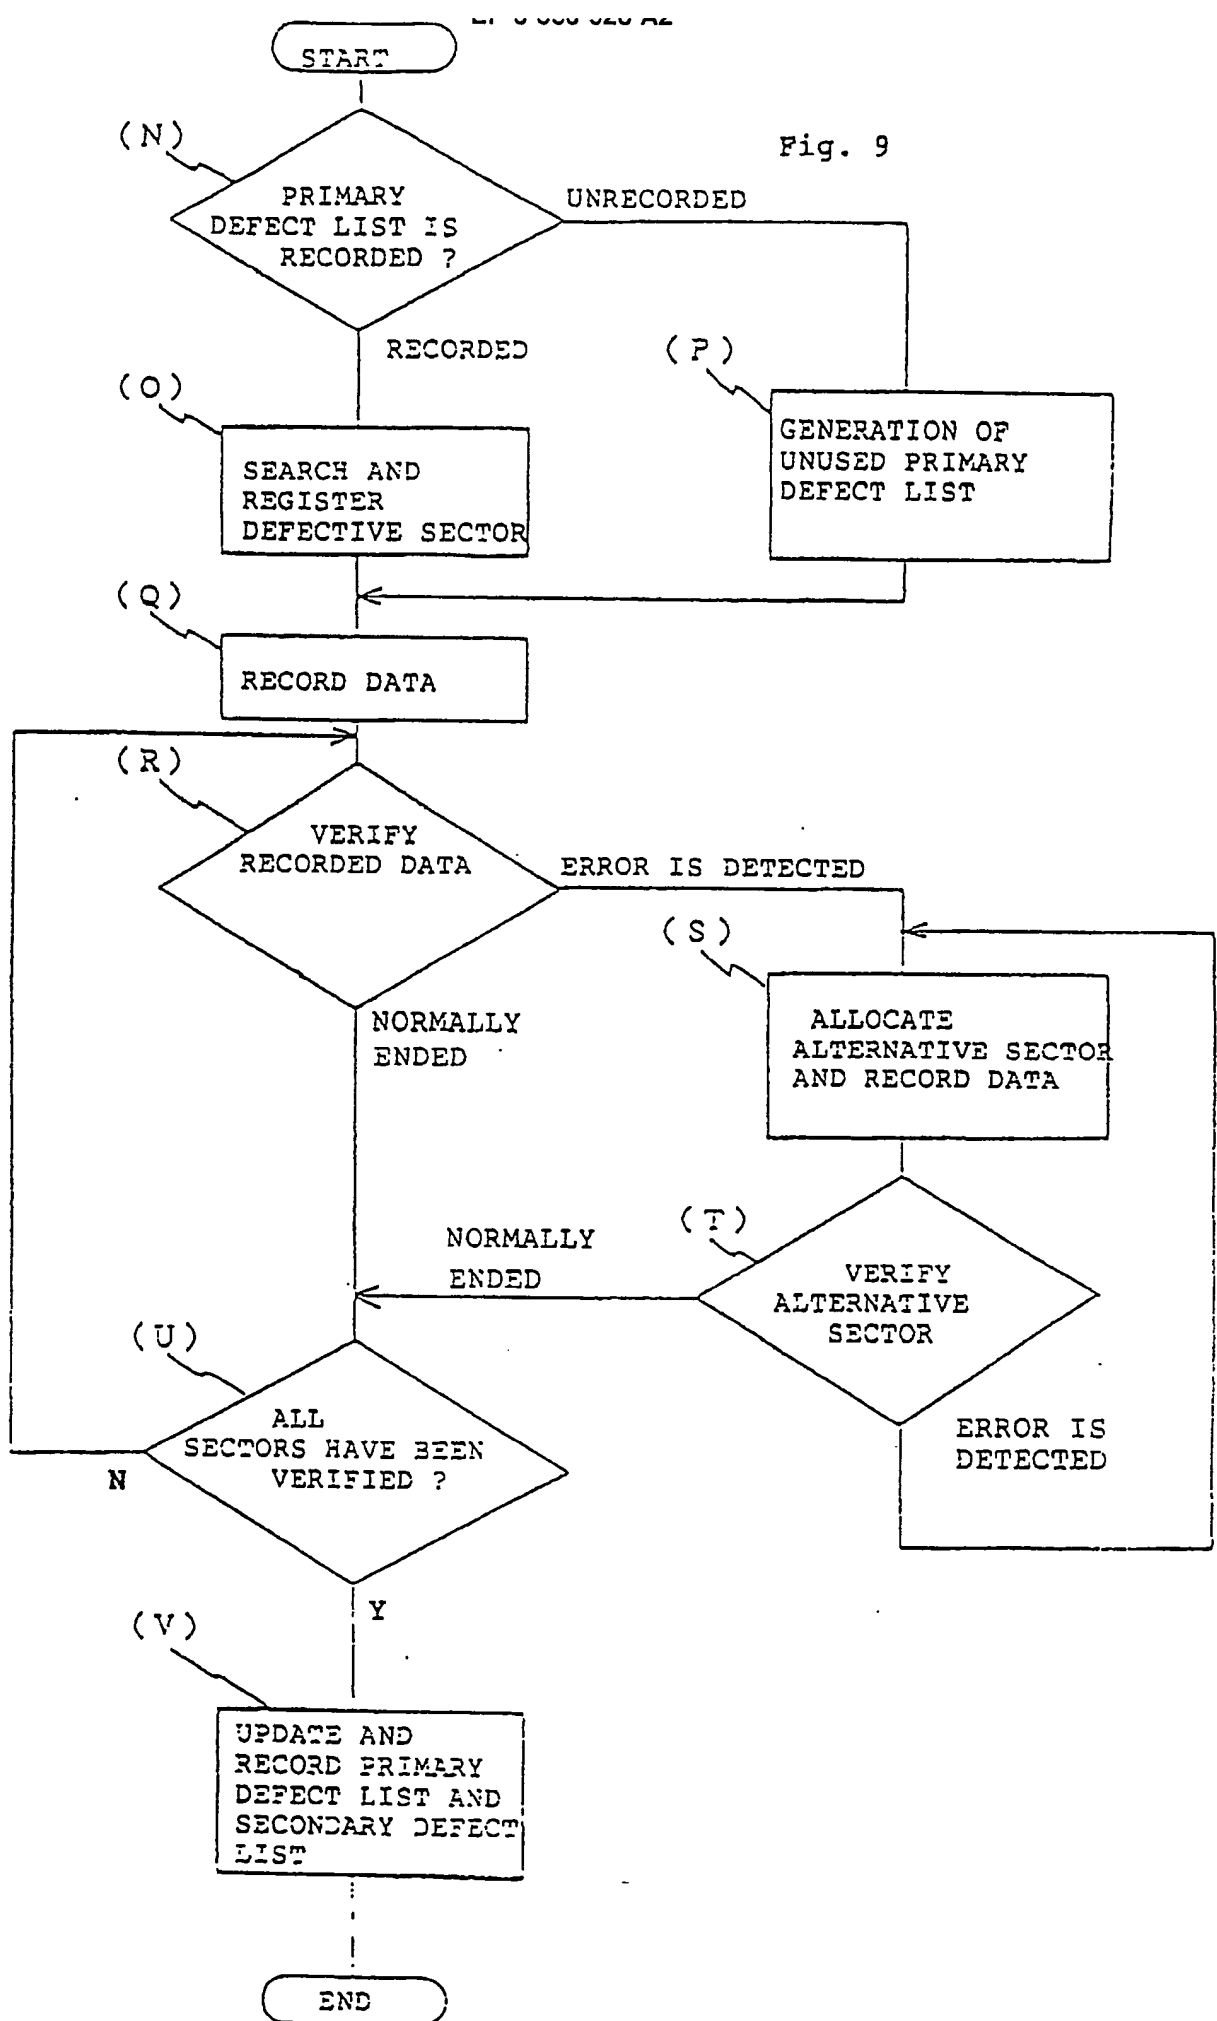 START
(N)
Fig. 9
PRIMARY
DEFECT LIST IS
RECORDED ?
UNRECORDED
RECORDED
(P)
(O)
GENERATION OF
UNUSED PRIMARY
DEFECT LIST
SEARCH AND
REGISTER
DEFECTIVE SECTOR
(Q)
RECORD DATA
(R)
VERIFY
RECORDED DATA
ERROR IS DETECTED
(S)
NORMALLY
ENDED
ALLOCATE
ALTERNATIVE SECTOR
AND RECORD DATA
(T)
NORMALLY
ENDED
VERIFY
ALTERNATIVE
SECTOR
(U)
ALL
SECTORS HAVE BEEN
VERIFIED ?
N
ERROR IS
DETECTED
Y
(V)
UPDATE AND
RECORD PRIMARY
DEFECT LIST AND
SECONDARY DEFECT
LIST
END